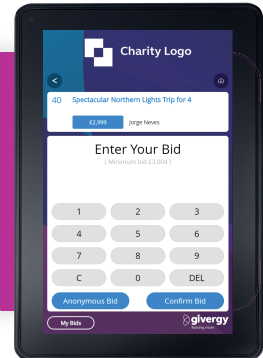 Charity Logo
<
40 Spectacular Northern Lights Trip for 4
£2,999 Jorge Neves
Enter Your Bid
( Minimum bid £3,004 )
1 2 3
4 5 6
7 8 9
C 0 DEL
Anonymous Bid Confirm Bid
My Bids givergy
Raising more